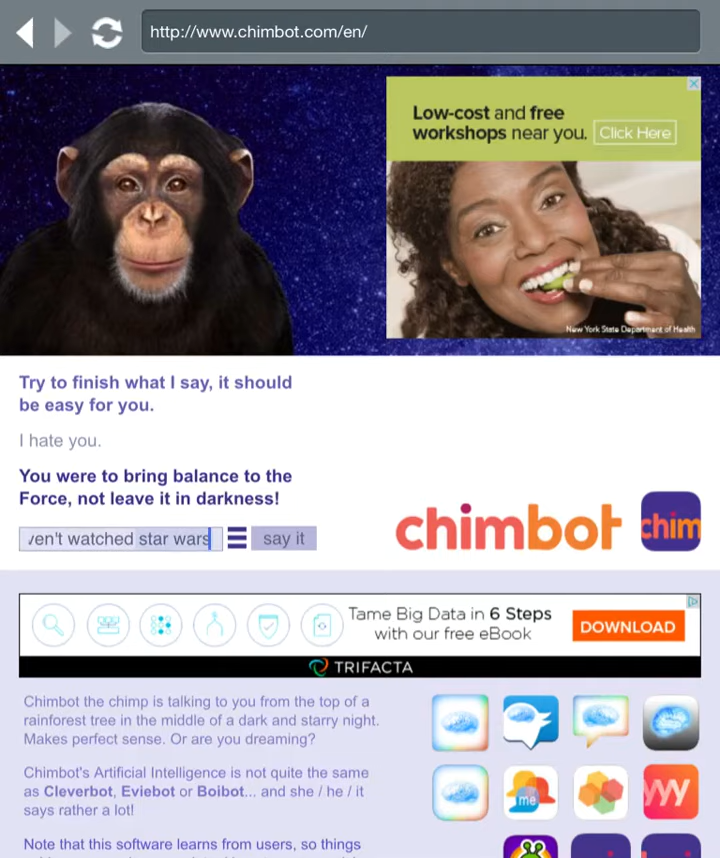 http://www.chimbot.com/en/
Low-cost and free
workshops near you. Click Here
New York State Department of Health
Try to finish what I say, it should
be easy for you.
I hate you.
You were to bring balance to the
Force, not leave it in darkness!
ven't watched star wars
say it
chimbot
chim
Tame Big Data in 6 Steps
with our free eBook
DOWNLOAD
TRIFACTA
Chimbot the chimp is talking to you from the top of a
rainforest tree in the middle of a dark and starry night.
Makes perfect sense. Or are you dreaming?
Chimbot's Artificial Intelligence is not quite the same
as Cleverbot, Eviebot or Boibot... and she / he / it
says rather a lot!
me
Note that this software learns from users, so things